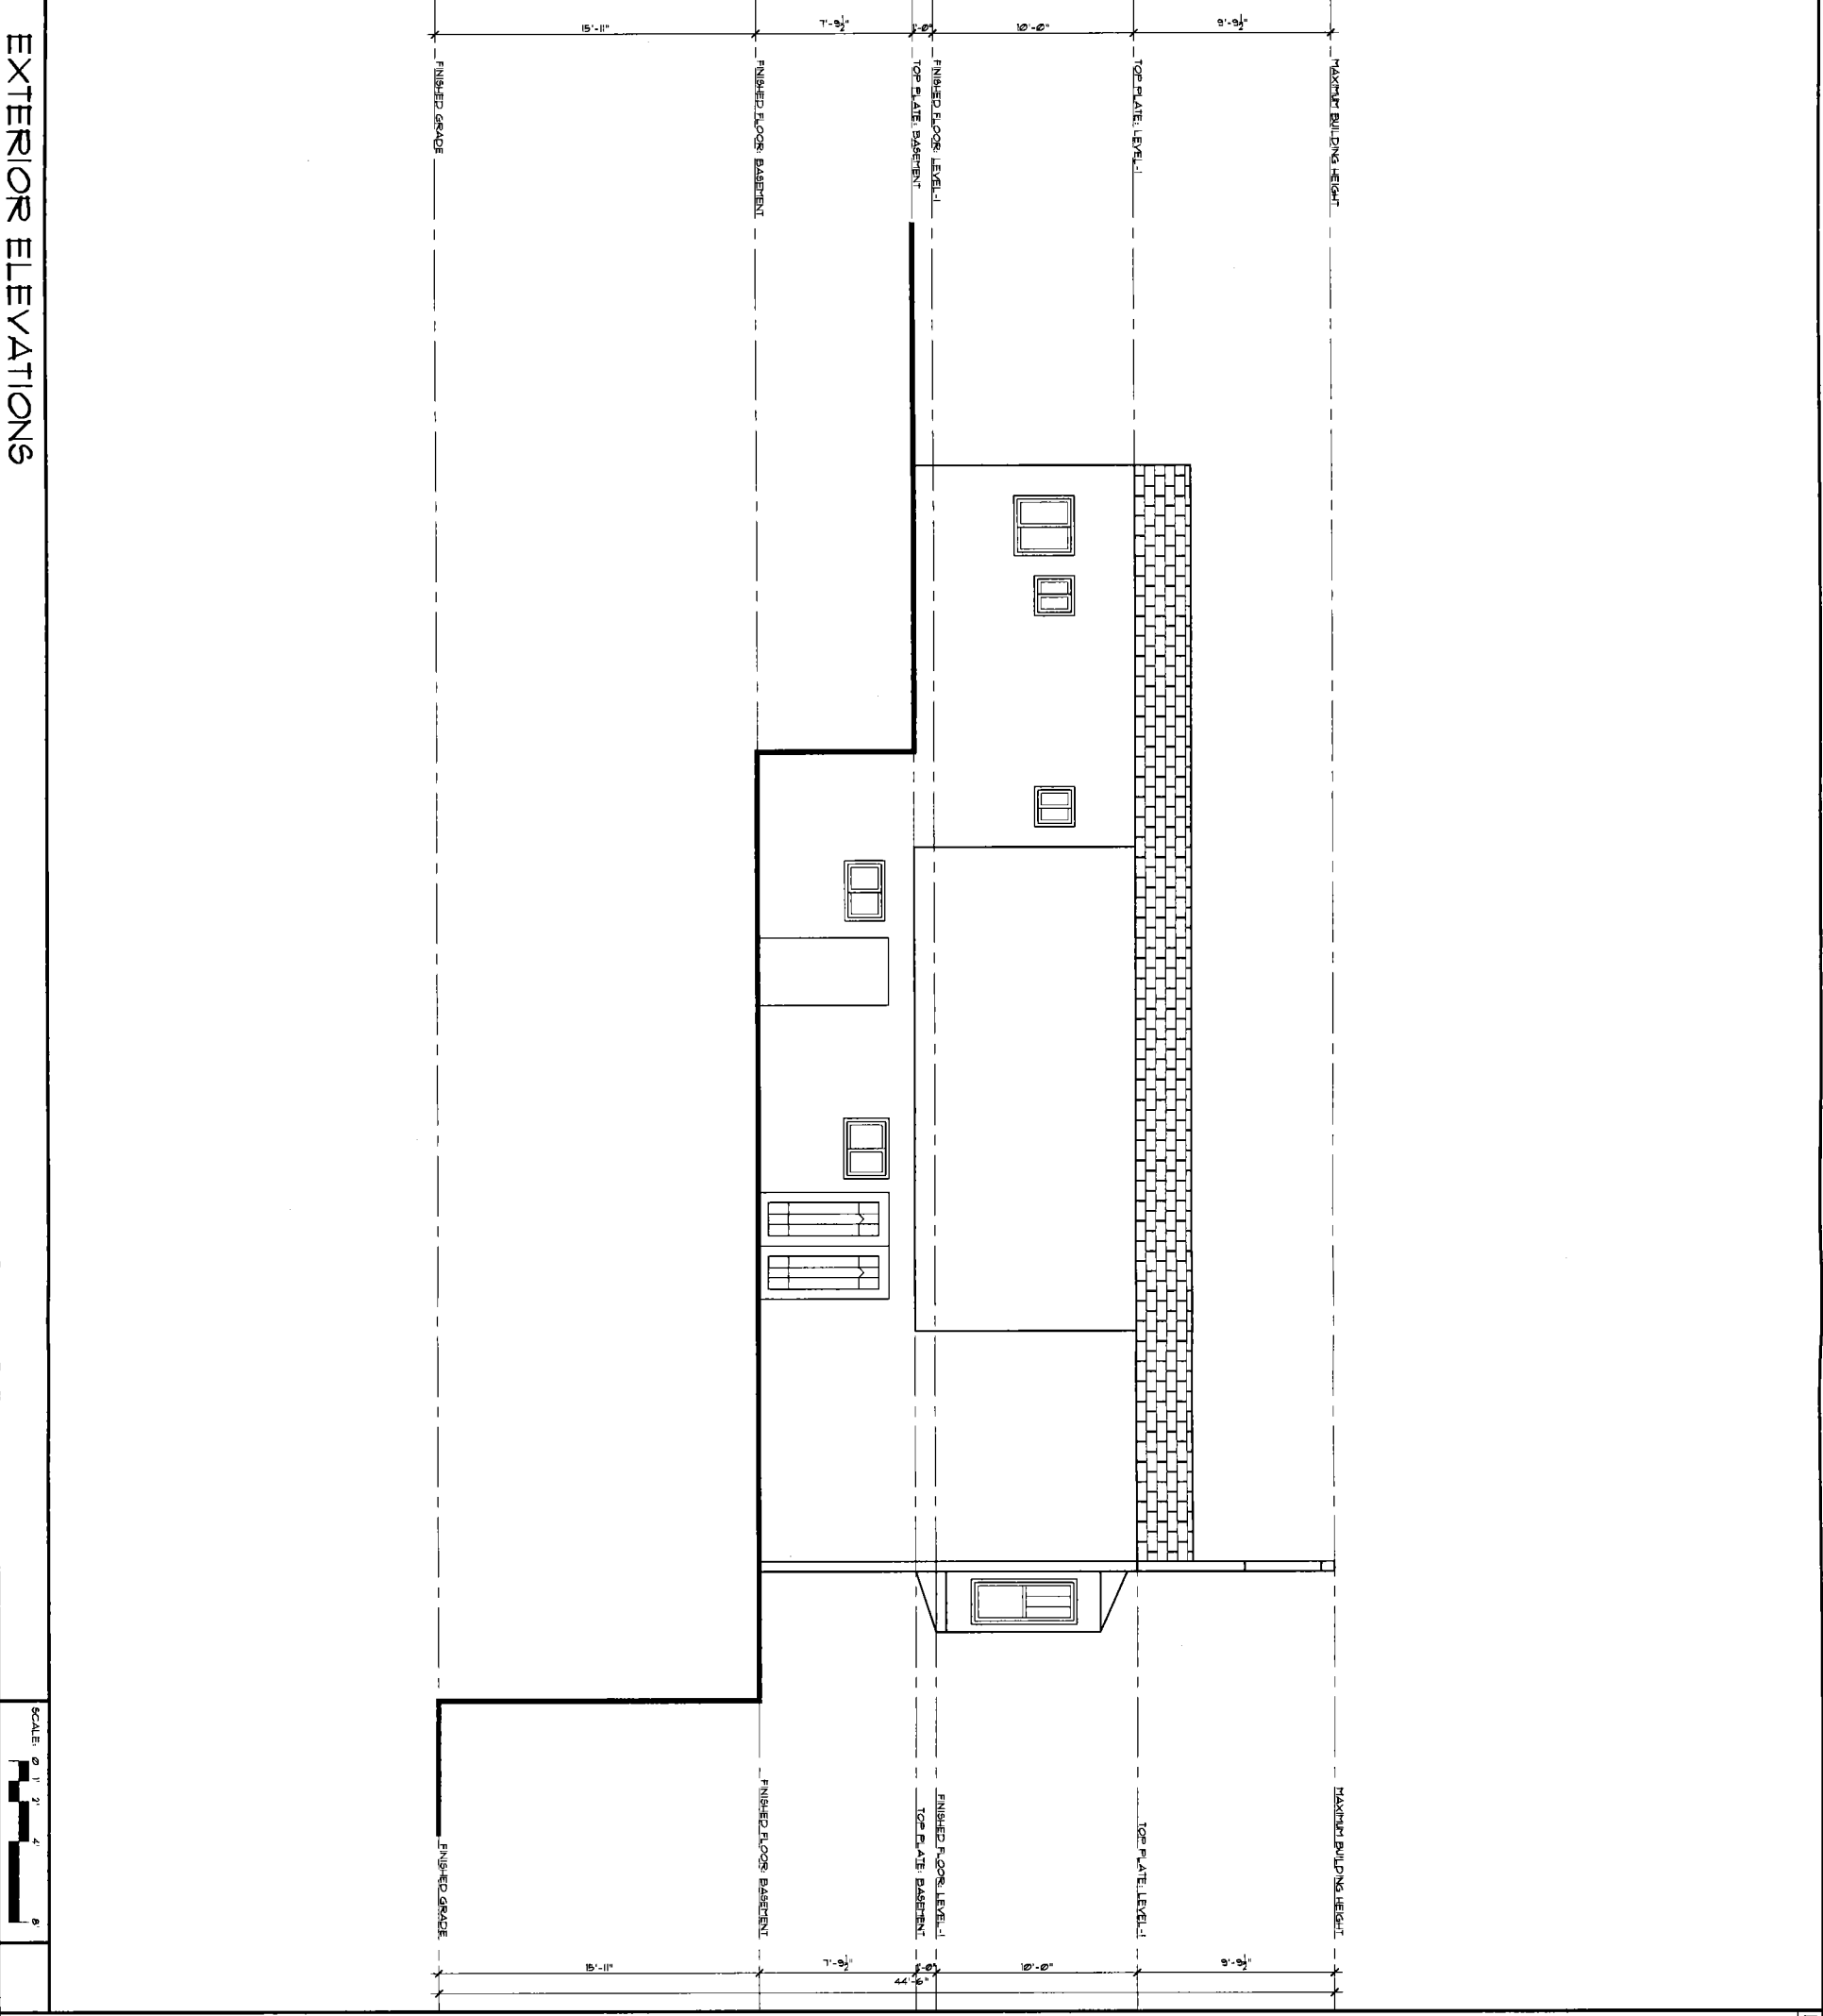 MAXIMUM BUILDING HEIGHT
MAXIMUM BUILDING HEIGHT
9'-9½"
9'-9½"
TOP PLATE: LEVEL-1
TOP PLATE: LEVEL-1
10'-0"
10'-0"
FINISHED FLOOR: LEVEL-1
FINISHED FLOOR: LEVEL-1
1'-0"
1'-0"
TOP PLATE: BASEMENT
TOP PLATE: BASEMENT
44'-6"
7'-9½"
7'-9½"
FINISHED FLOOR: BASEMENT
FINISHED FLOOR: BASEMENT
15'-11"
15'-11"
FINISHED GRADE
FINISHED GRADE
EXTERIOR ELEVATIONS
SCALE: 0 1' 2' 4' 8'